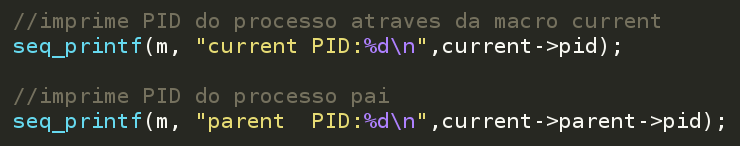 //imprime PID do processo atraves da macro current
seq_printf(m, "current PID:%d\n",current->pid);
//imprime PID do processo pai
seq_printf(m, "parent  PID:%d\n",current->parent->pid);